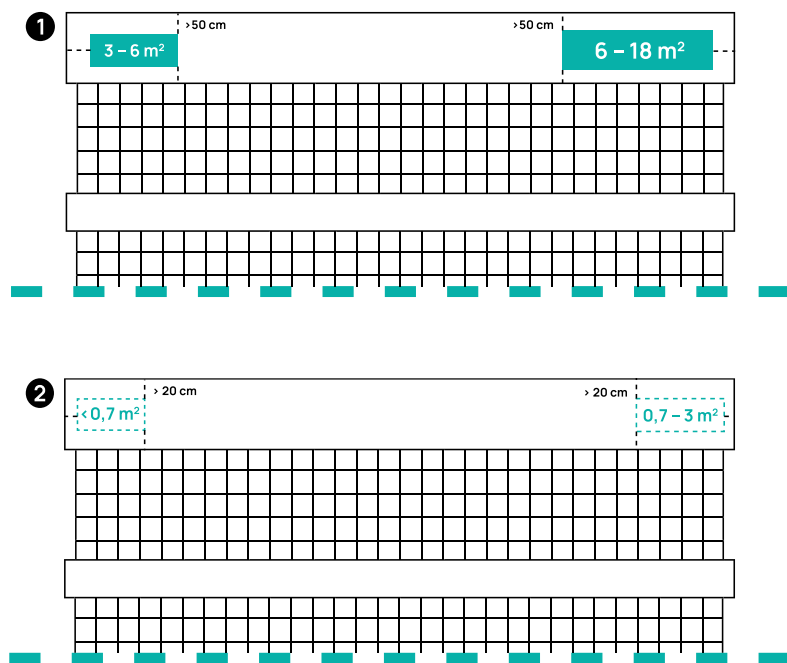 1
>50 cm
>50 cm
3 – 6 m²
6 – 18 m²
2
> 20 cm
> 20 cm
<0,7 m²
0,7 – 3 m²